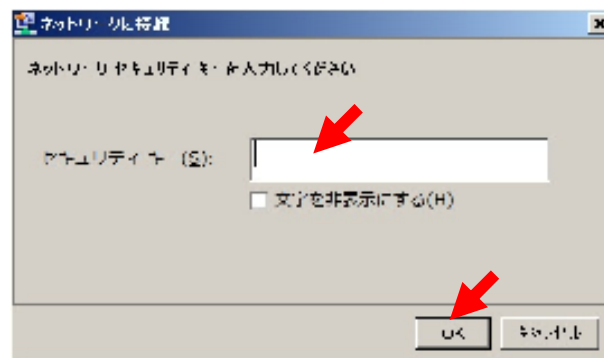 ネットワークに接続
ネットワーク セキュリティ キーを入力してください
セキュリティ キー(S):
文字を非表示にする(H)
OK
キャンセル